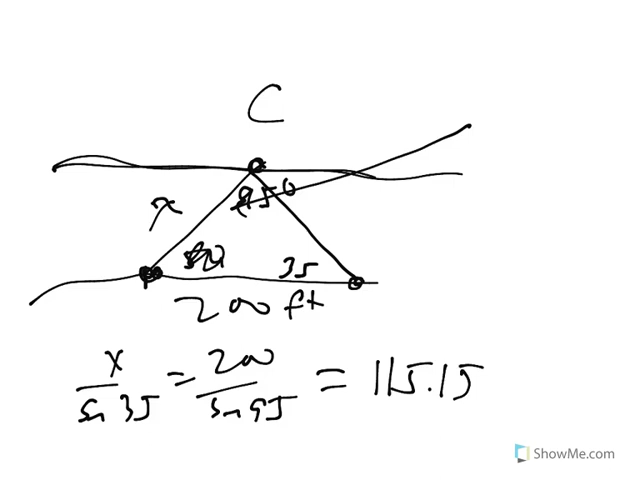 C
x
95°
35
200 ft
x/sin 35 = 200/sin 95 = 115.15
ShowMe.com